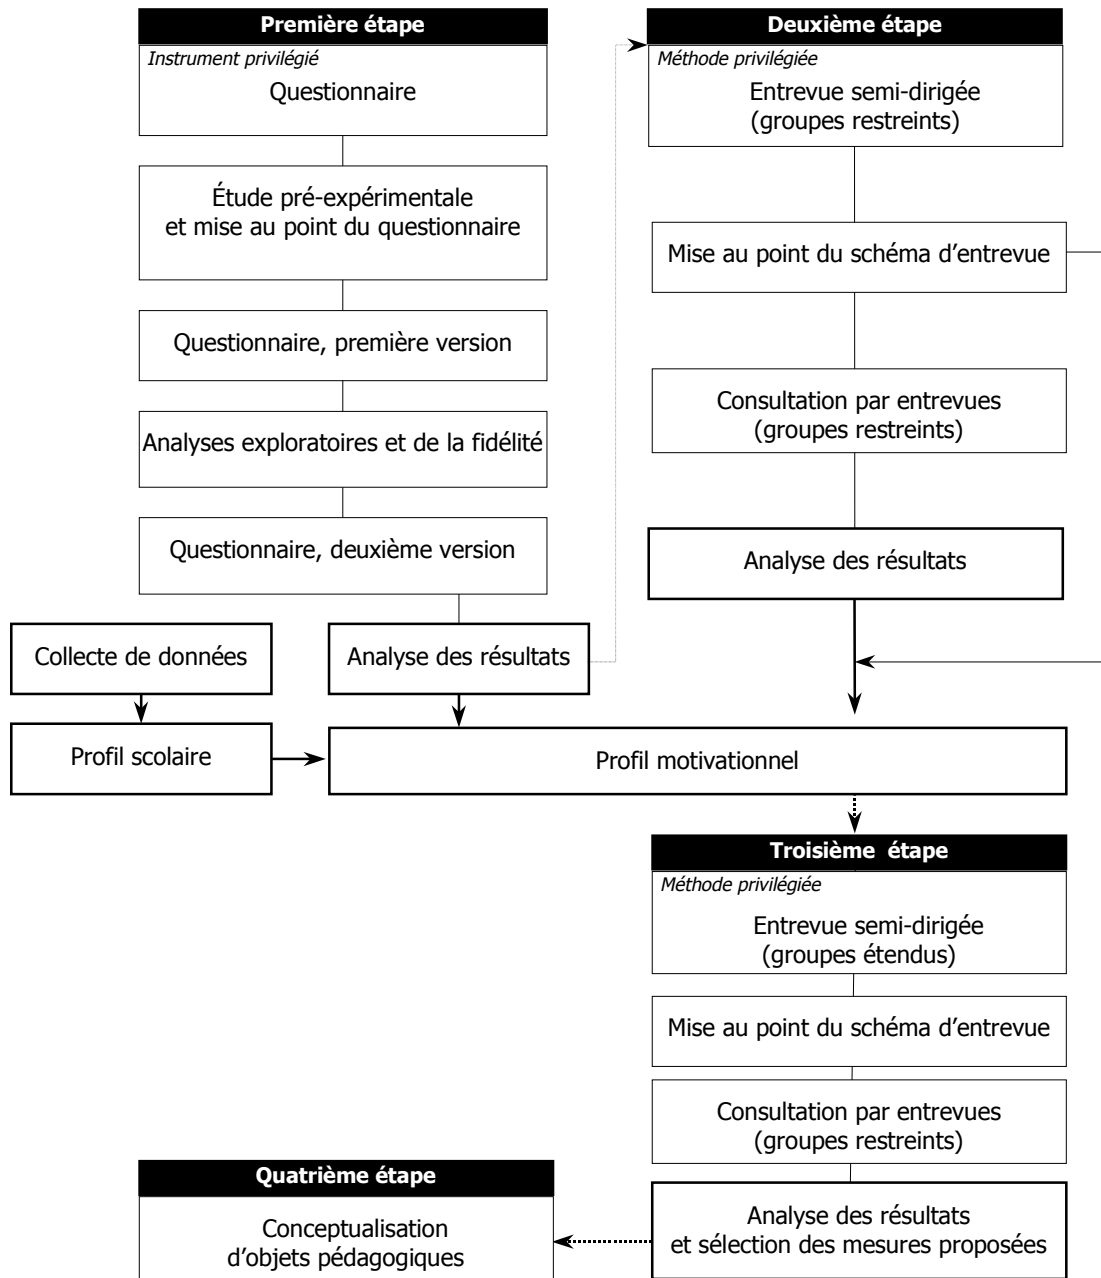 Première étape
Instrument privilégié
Questionnaire
Étude pré-expérimentale
et mise au point du questionnaire
Questionnaire, première version
Analyses exploratoires et de la fidélité
Questionnaire, deuxième version
Collecte de données
Analyse des résultats
Profil scolaire
Deuxième étape
Méthode privilégiée
Entrevue semi-dirigée
(groupes restreints)
Mise au point du schéma d’entrevue
Consultation par entrevues
(groupes restreints)
Analyse des résultats
Profil motivationnel
Troisième étape
Méthode privilégiée
Entrevue semi-dirigée
(groupes étendus)
Mise au point du schéma d’entrevue
Consultation par entrevues
(groupes restreints)
Analyse des résultats
et sélection des mesures proposées
Quatrième étape
Conceptualisation
d’objets pédagogiques